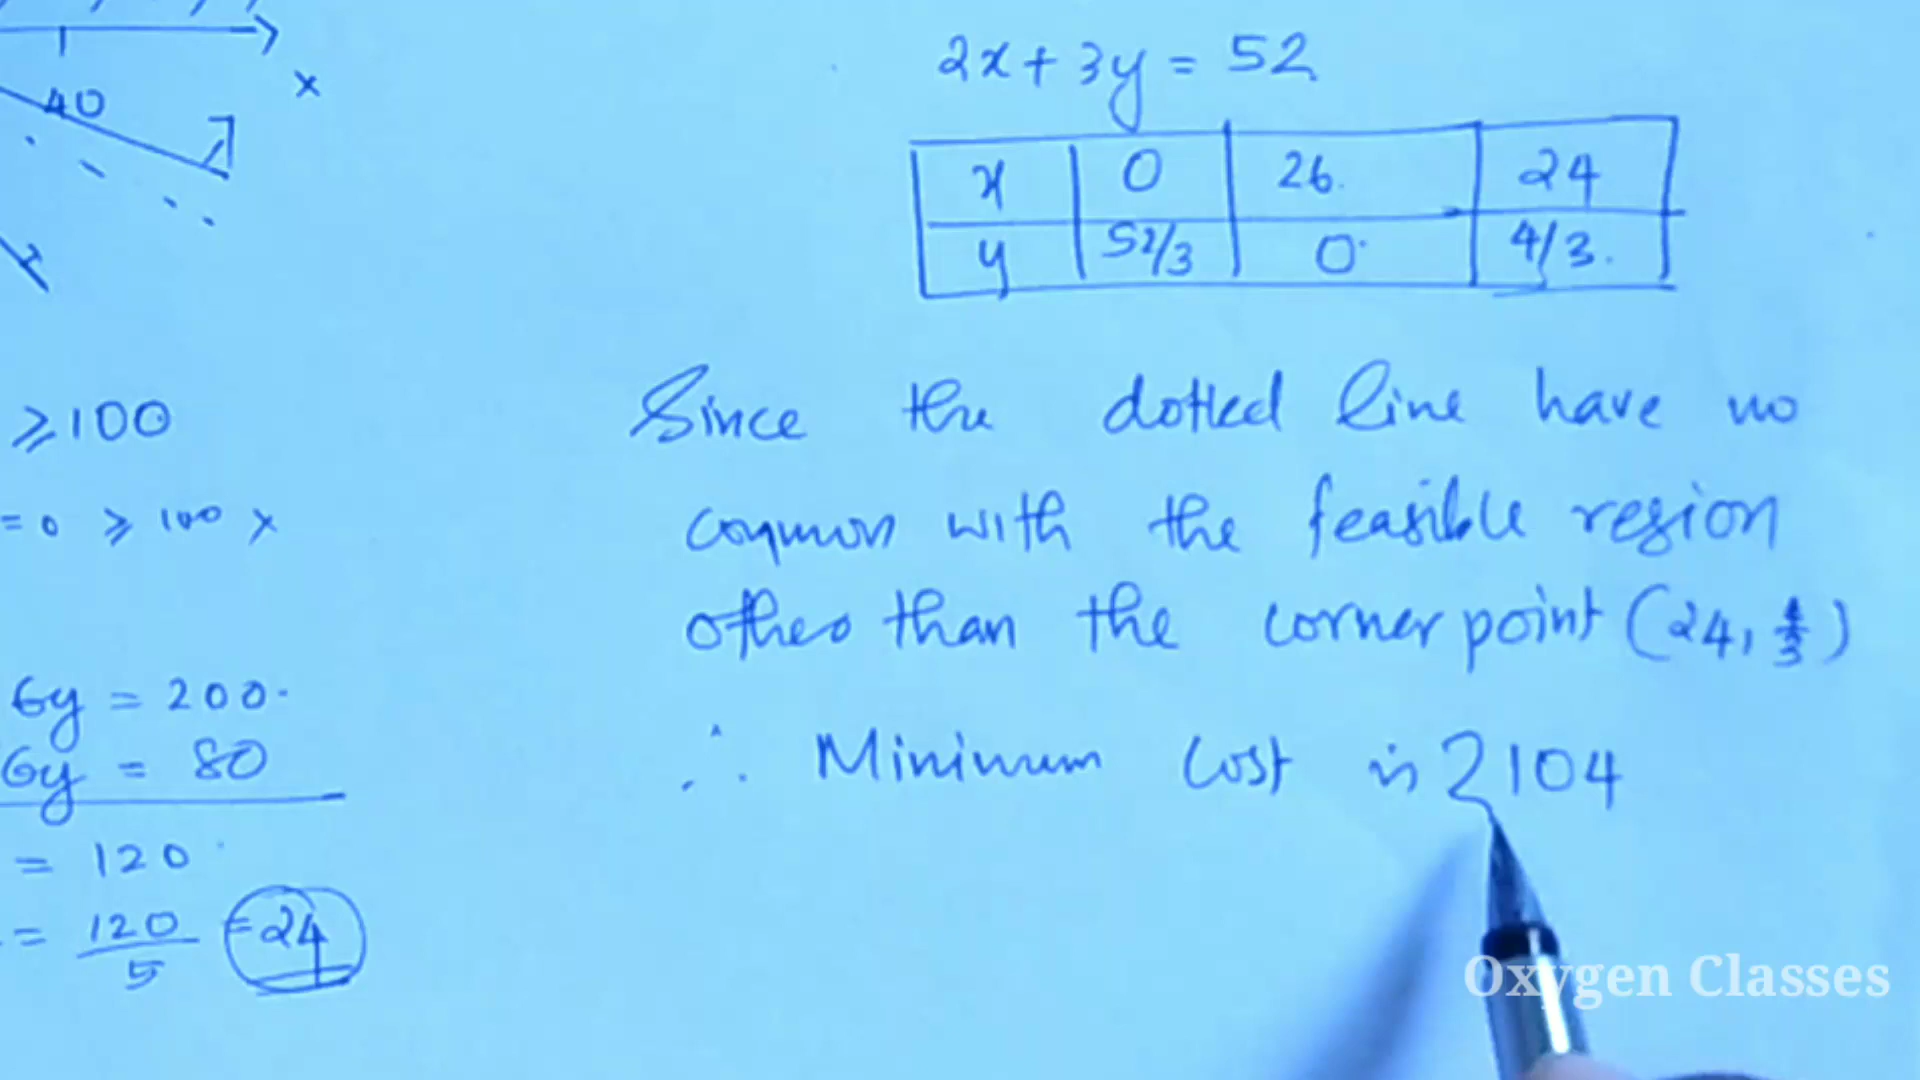 40
x
2x + 3y = 52
x 0 26 24
y 52/3 0 4/3
≥ 100
= 0 ≥ 100 x
6y = 200
6y = 80
= 120
= 120/5 = 24
Since the dotted line have no
common with the feasible region
other than the corner point (24, 4/3)
∴ Minimum cost is ₹104
Oxygen Classes